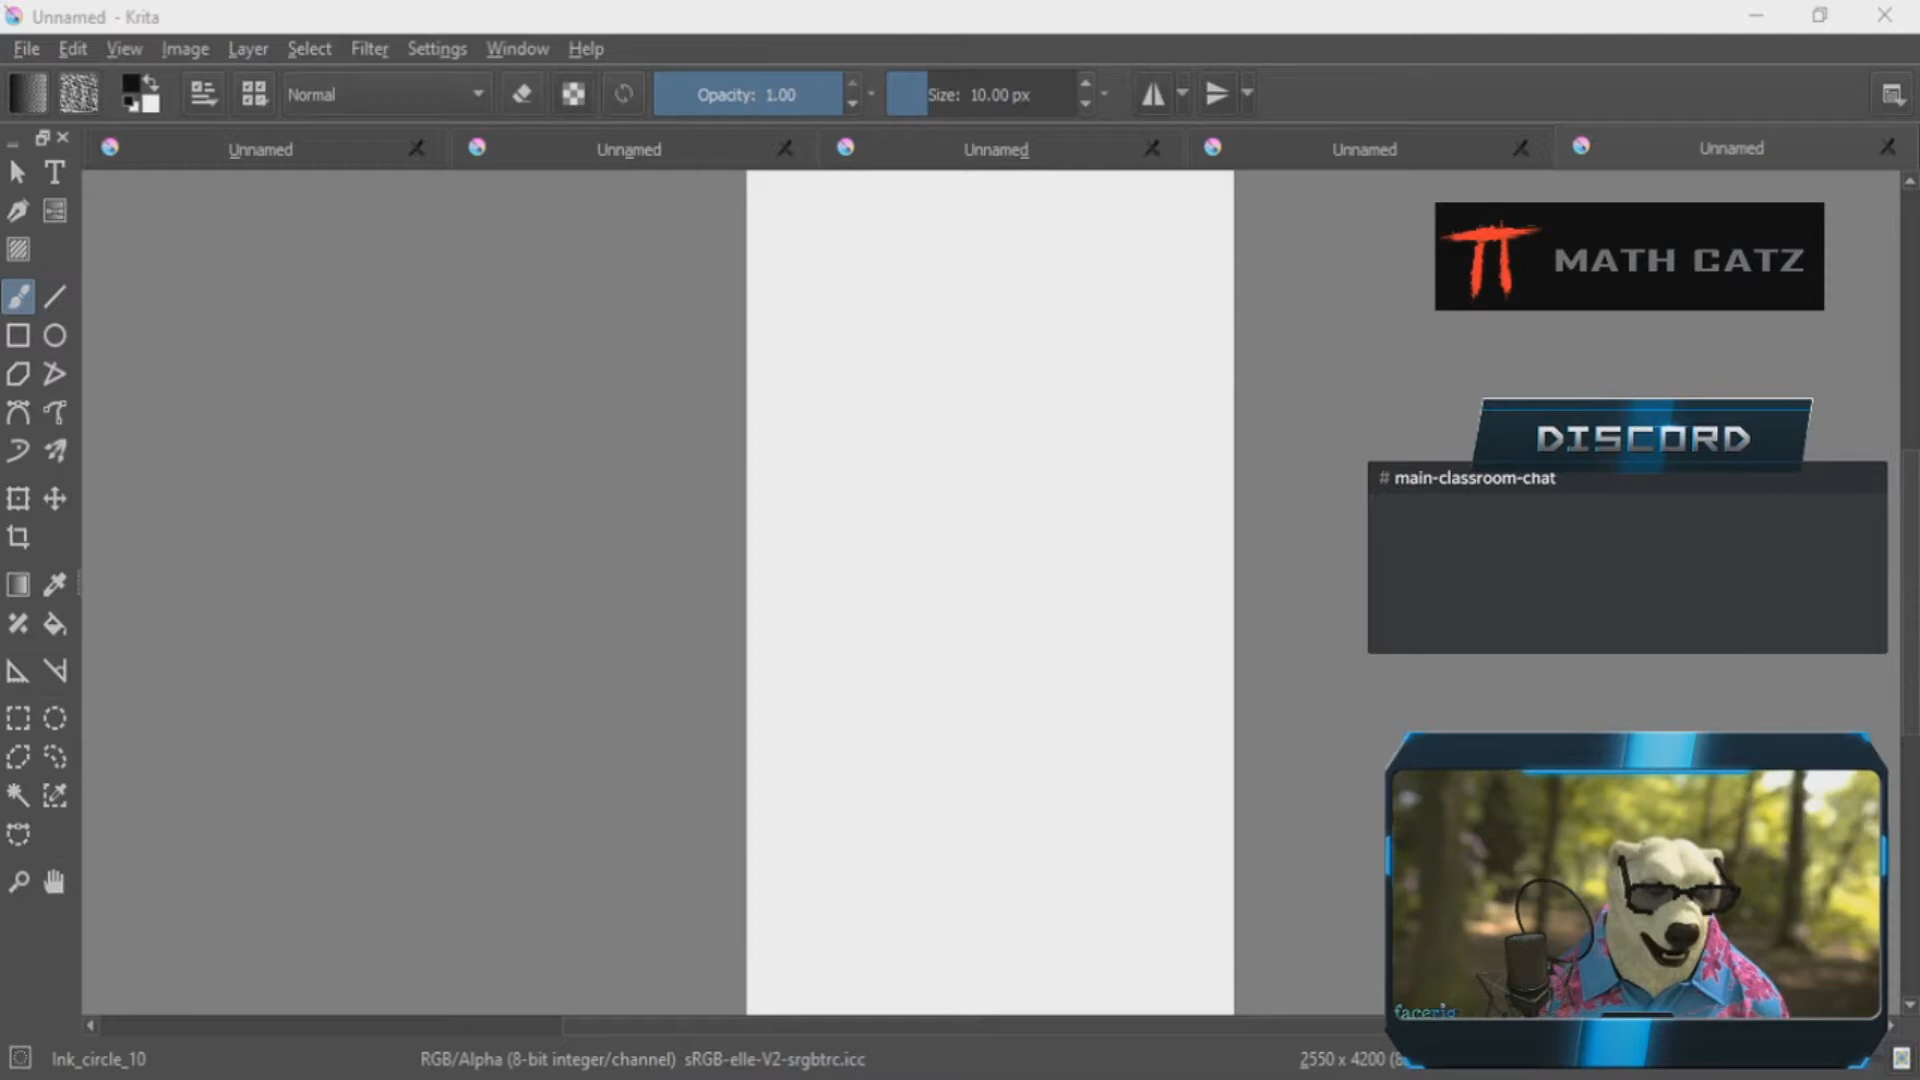 Unnamed - Krita
File Edit View Image Layer Select Filter Settings Window Help
Normal
Opacity: 1.00
Size: 10.00 px
Unnamed Unnamed Unnamed Unnamed Unnamed
T
MATH CATZ
DISCORD
# main-classroom-chat
facerig
Ink_circle_10
RGB/Alpha (8-bit integer/channel) sRGB-elle-V2-srgbtrc.icc
2550 x 4200